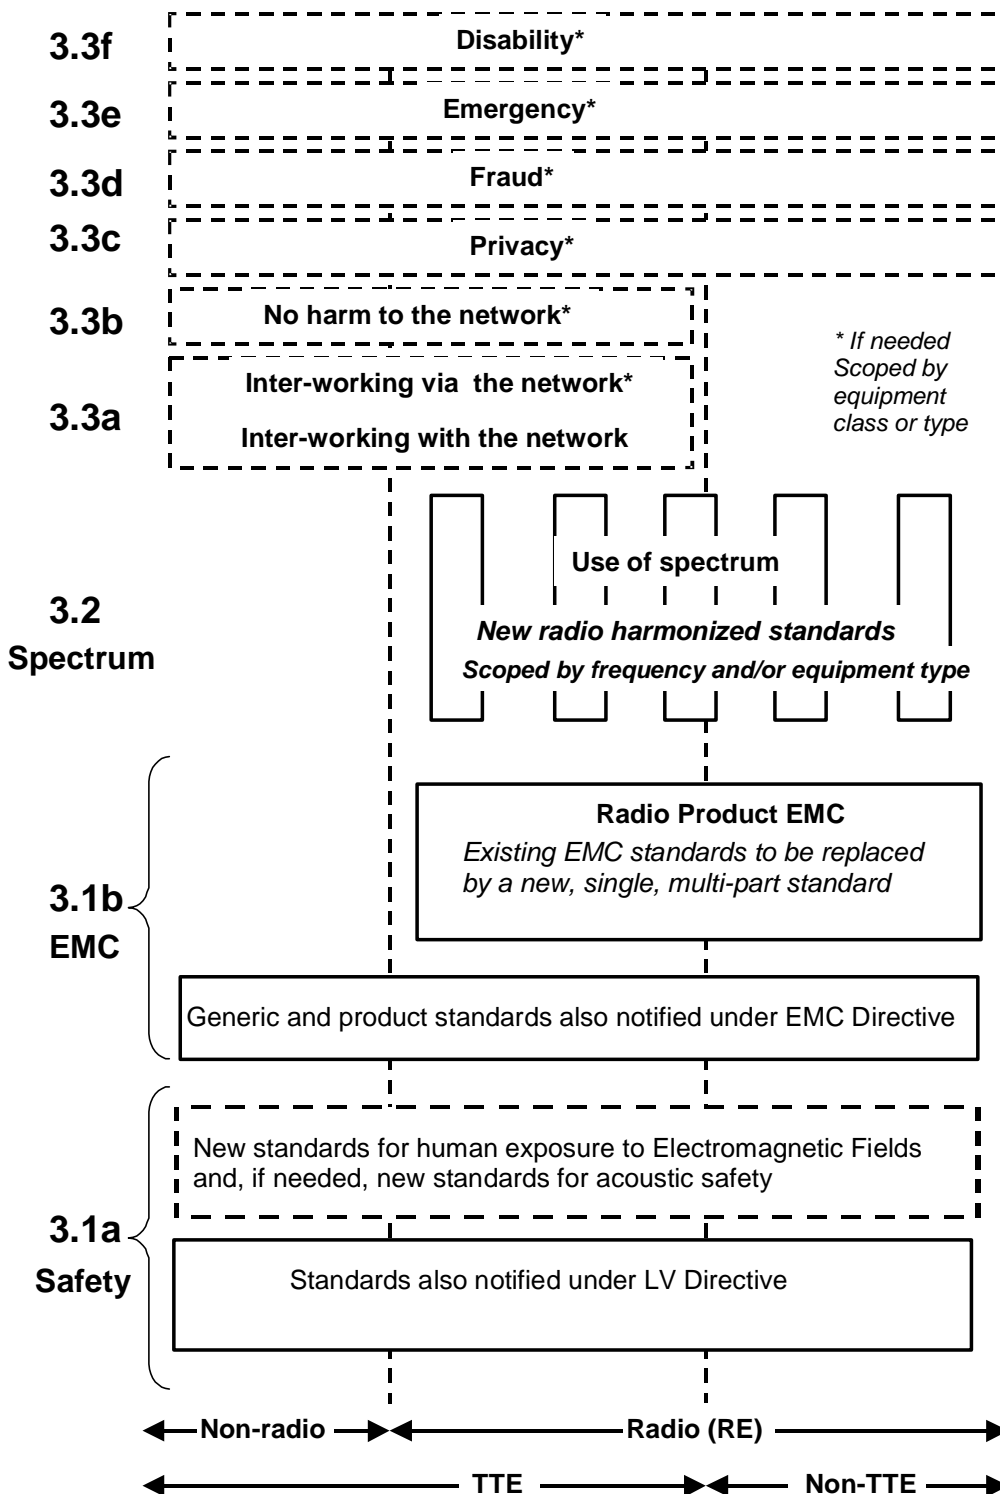 3.3f
Disability*
3.3e
Emergency*
3.3d
Fraud*
3.3c
Privacy*
3.3b
No harm to the network*
* If needed
Scoped by
equipment
class or type
3.3a
Inter-working via the network*
Inter-working with the network
3.2
Spectrum
Use of spectrum
New radio harmonized standards
Scoped by frequency and/or equipment type
3.1b
EMC
Radio Product EMC
Existing EMC standards to be replaced
by a new, single, multi-part standard
Generic and product standards also notified under EMC Directive
3.1a
Safety
New standards for human exposure to Electromagnetic Fields
and, if needed, new standards for acoustic safety
Standards also notified under LV Directive
Non-radio
Radio (RE)
TTE
Non-TTE